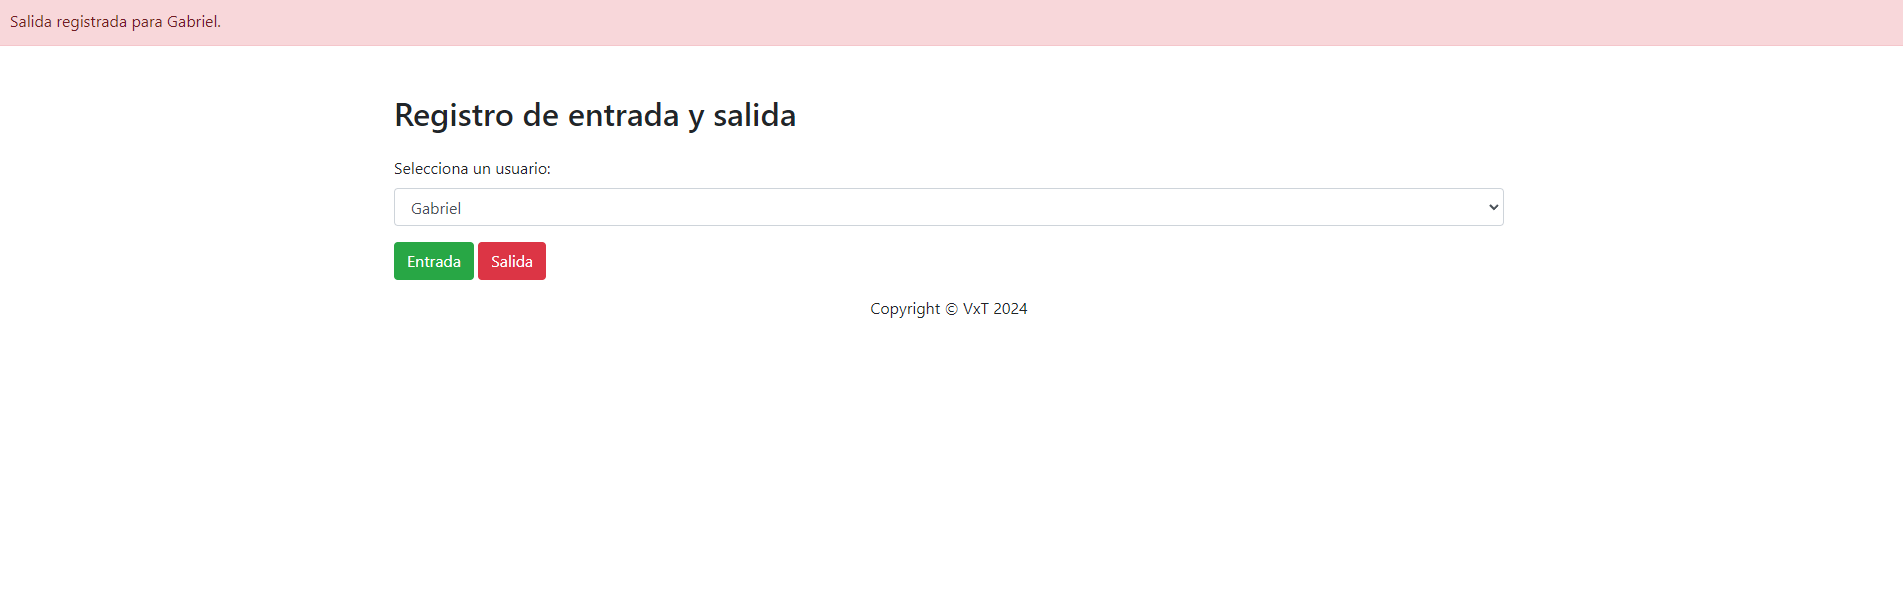 Salida registrada para Gabriel.
Registro de entrada y salida
Selecciona un usuario:
Gabriel
Entrada Salida
Copyright © VxT 2024